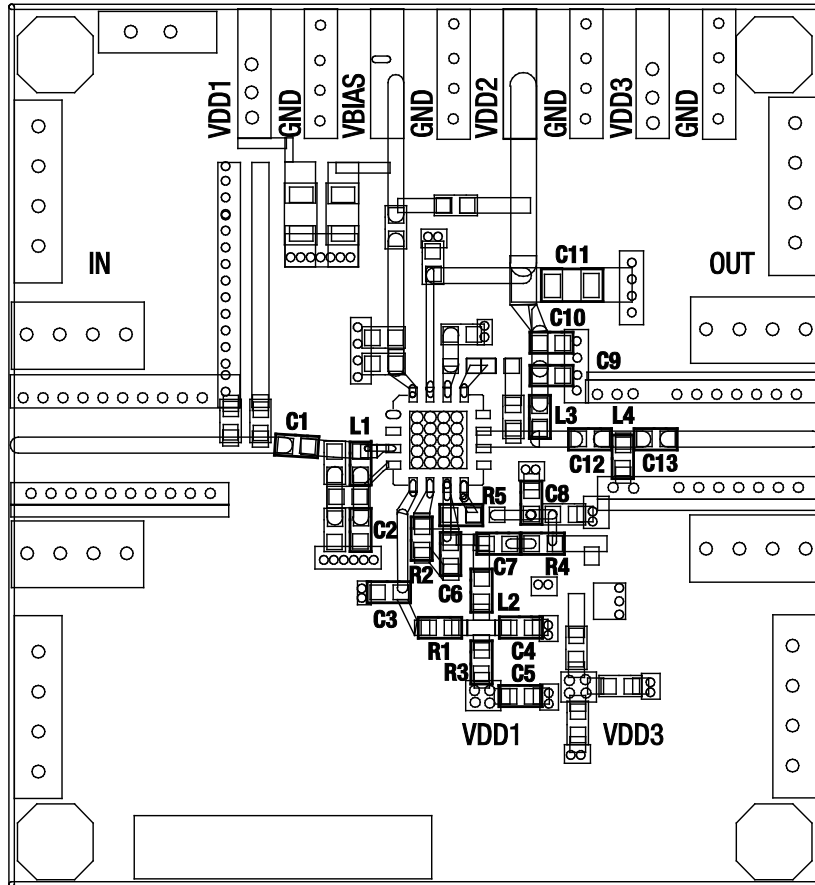 VDD1
GND
VBIAS
GND
VDD2
GND
VDD3
GND
IN
OUT
C11
C10
C9
C1
L1
L3
L4
C12
C13
C2
R5
C8
R2
C6
C7
R4
C3
L2
R1
C4
R3
C5
VDD1
VDD3